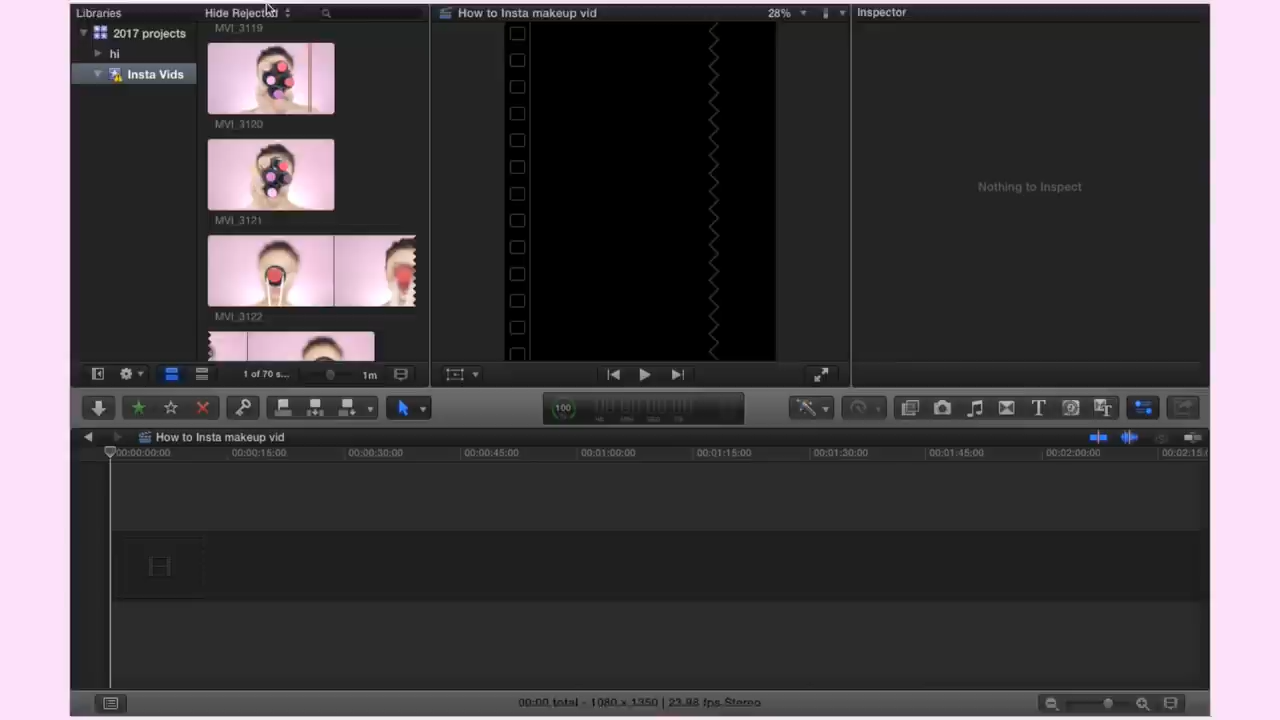 Libraries
Hide Rejected
How to Insta makeup vid
28%
Inspector
2017 projects
hi
Insta Vids
MVI_3119
MVI_3120
MVI_3121
MVI_3122
Nothing to Inspect
1 of 70 s...
1m
100
How to Insta makeup vid
00:00:00:00
00:00:15:00
00:00:30:00
00:00:45:00
00:01:00:00
00:01:15:00
00:01:30:00
00:01:45:00
00:02:00:00
00:02:15:
00:00 total - 1080 x 1350 | 23.98 fps Stereo